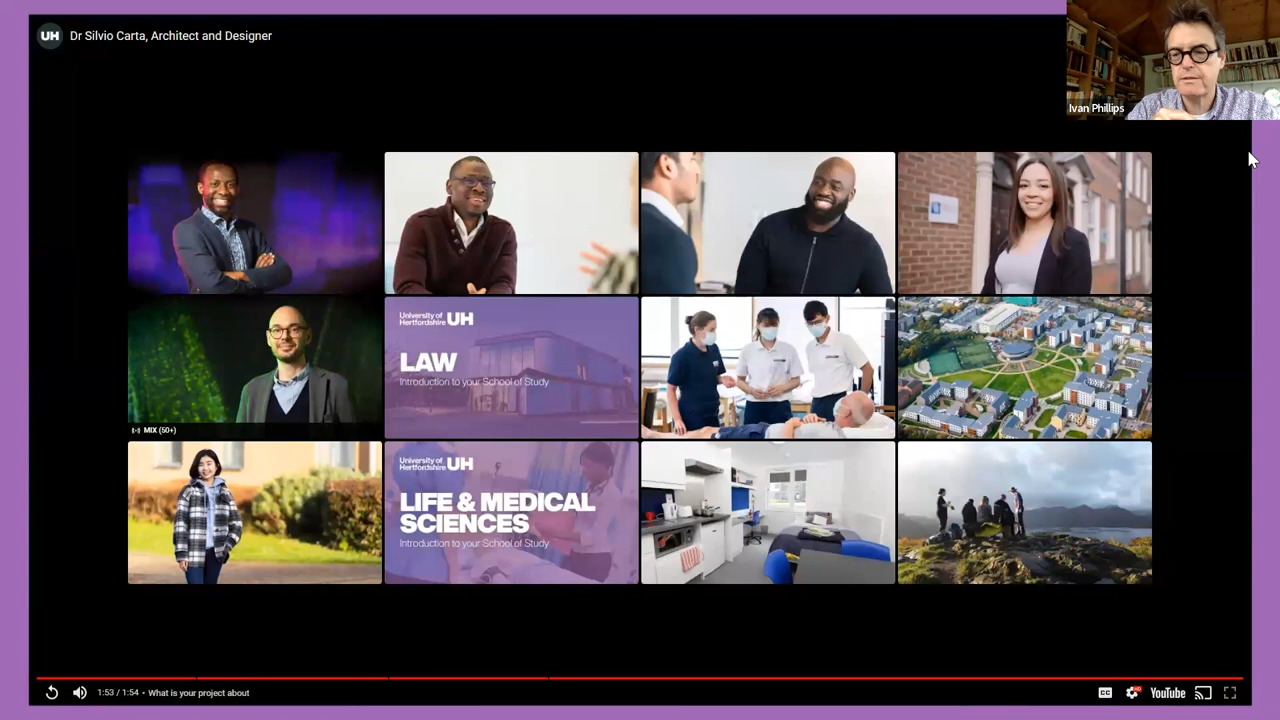 UH Dr Silvio Carta, Architect and Designer
Ivan Phillips
University of
Hertfordshire UH
LAW
Introduction to your School of Study
MIX (50+)
University of
Hertfordshire UH
LIFE & MEDICAL
SCIENCES
Introduction to your School of Study
1:53 / 1:54 • What is your project about
CC
HD
YouTube